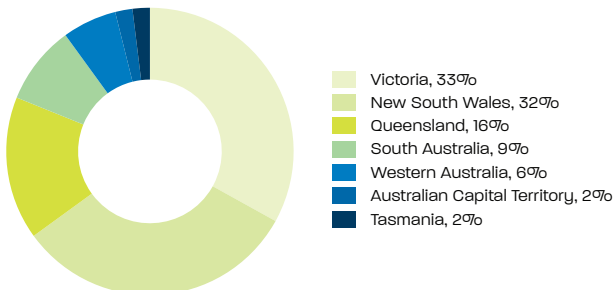 Victoria, 33%
New South Wales, 32%
Queensland, 16%
South Australia, 9%
Western Australia, 6%
Australian Capital Territory, 2%
Tasmania, 2%